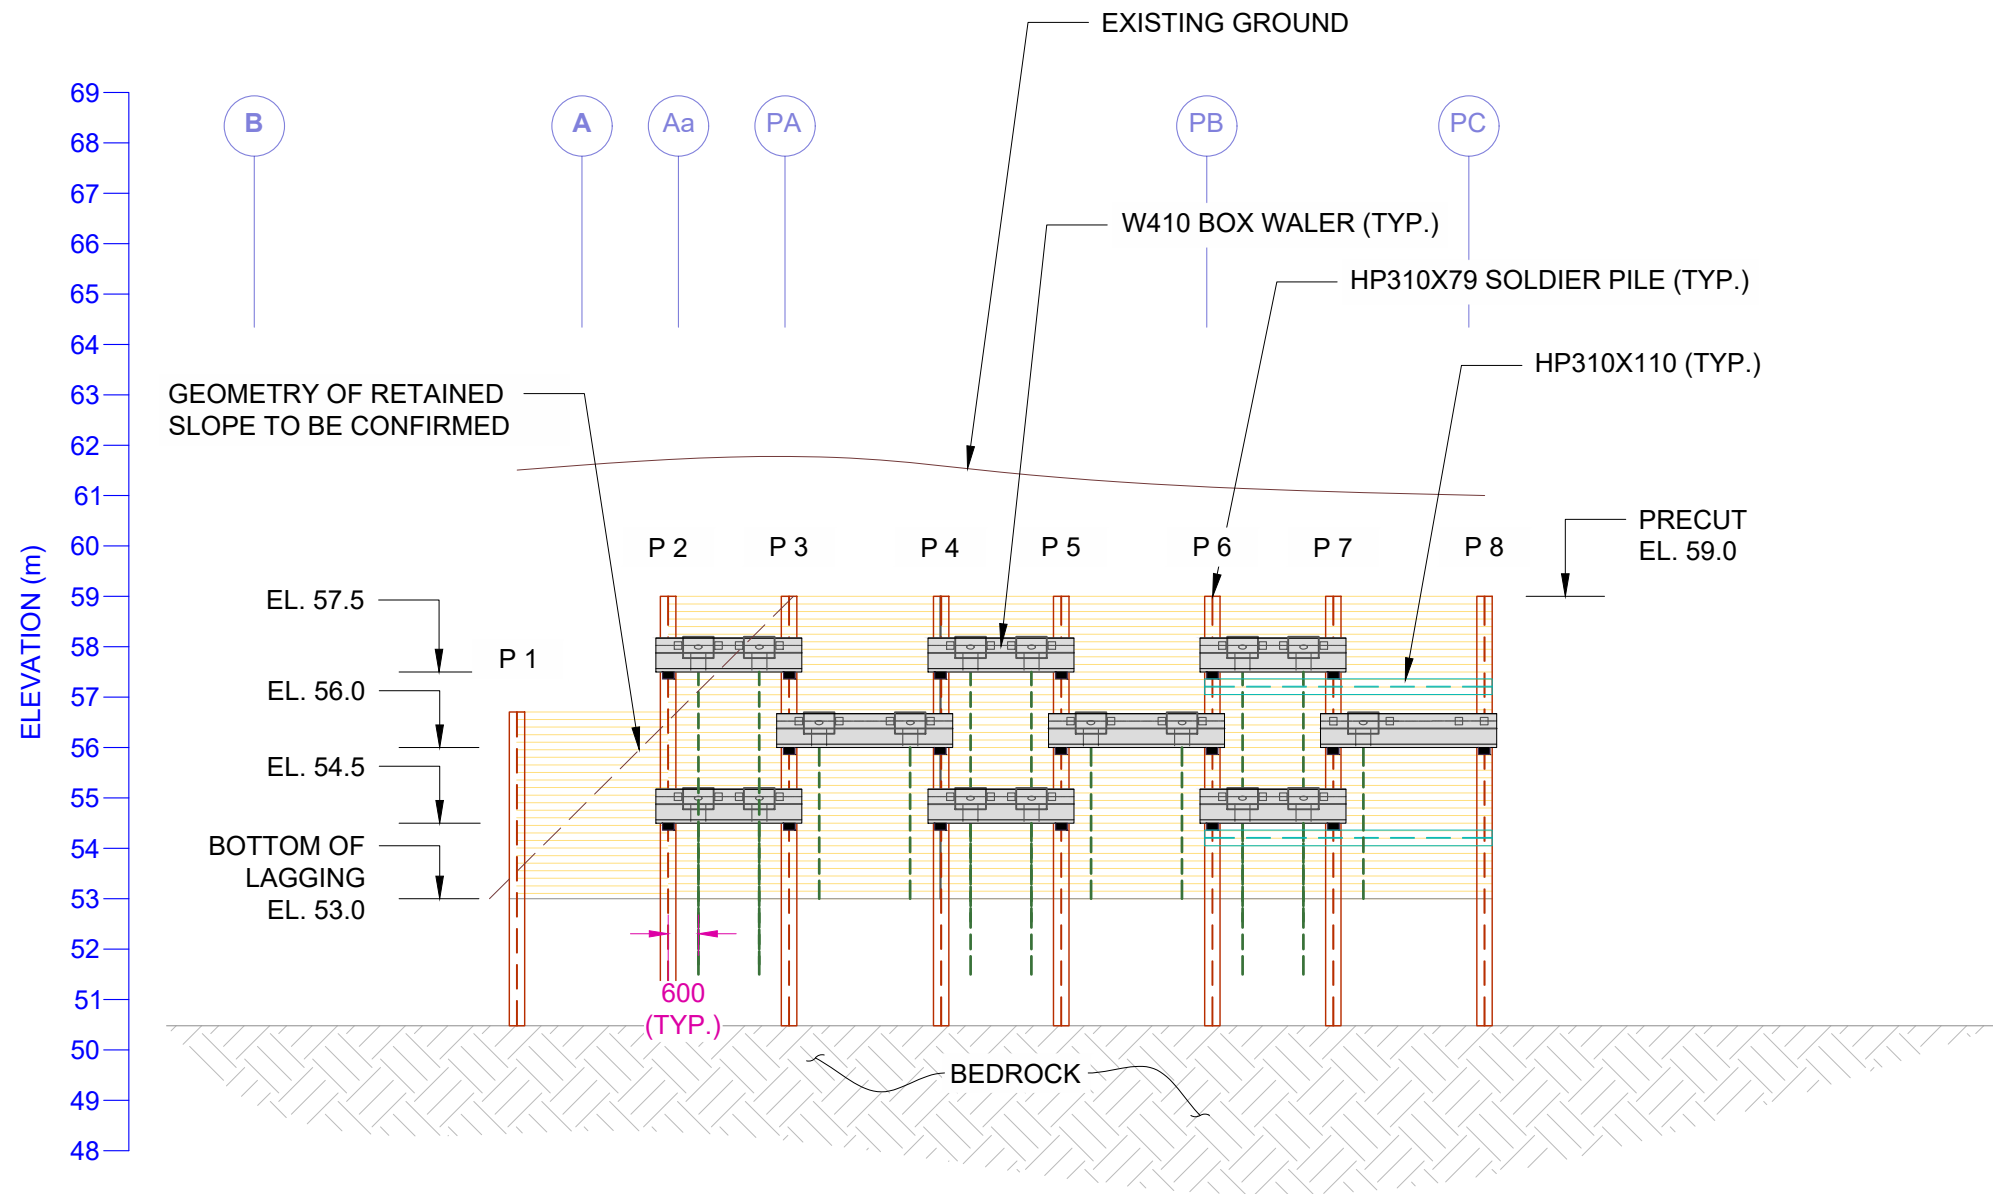 EXISTING GROUND
69
68
67
66
65
64
63
62
61
60
59
58
57
56
55
54
53
52
51
50
49
48
ELEVATION (m)
B
A
Aa
PA
PB
PC
W410 BOX WALER (TYP.)
HP310X79 SOLDIER PILE (TYP.)
HP310X110 (TYP.)
GEOMETRY OF RETAINED
SLOPE TO BE CONFIRMED
PRECUT
EL. 59.0
P 1
P 2
P 3
P 4
P 5
P 6
P 7
P 8
EL. 57.5
EL. 56.0
EL. 54.5
BOTTOM OF
LAGGING
EL. 53.0
600
(TYP.)
BEDROCK